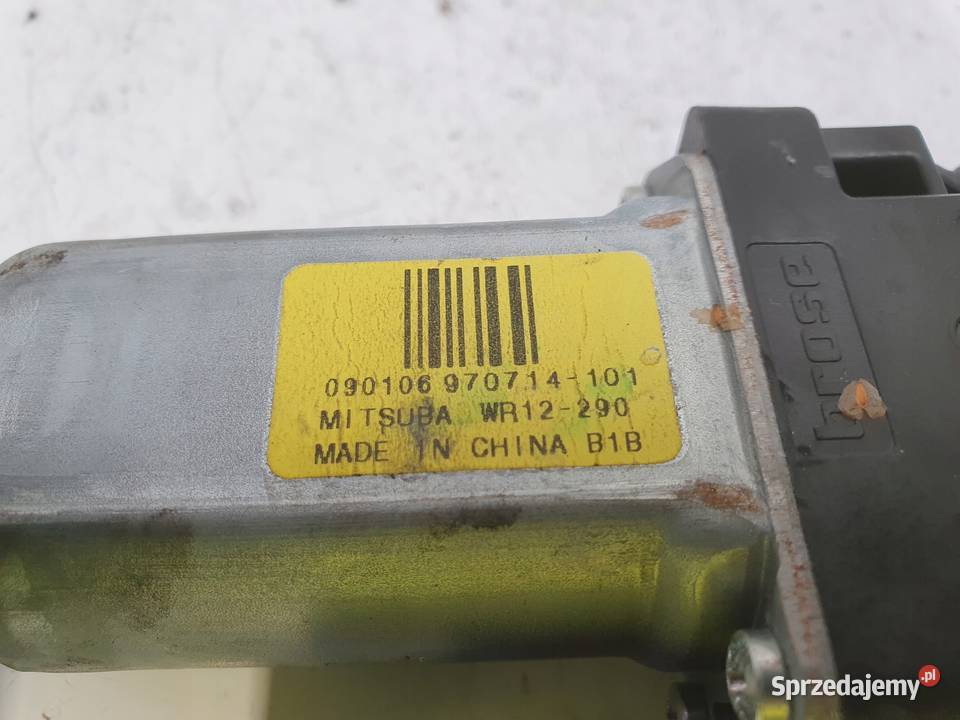 090106 970714-101
MITSUBA WR12-290
MADE IN CHINA B1B
brose
Sprzedajemy.pl